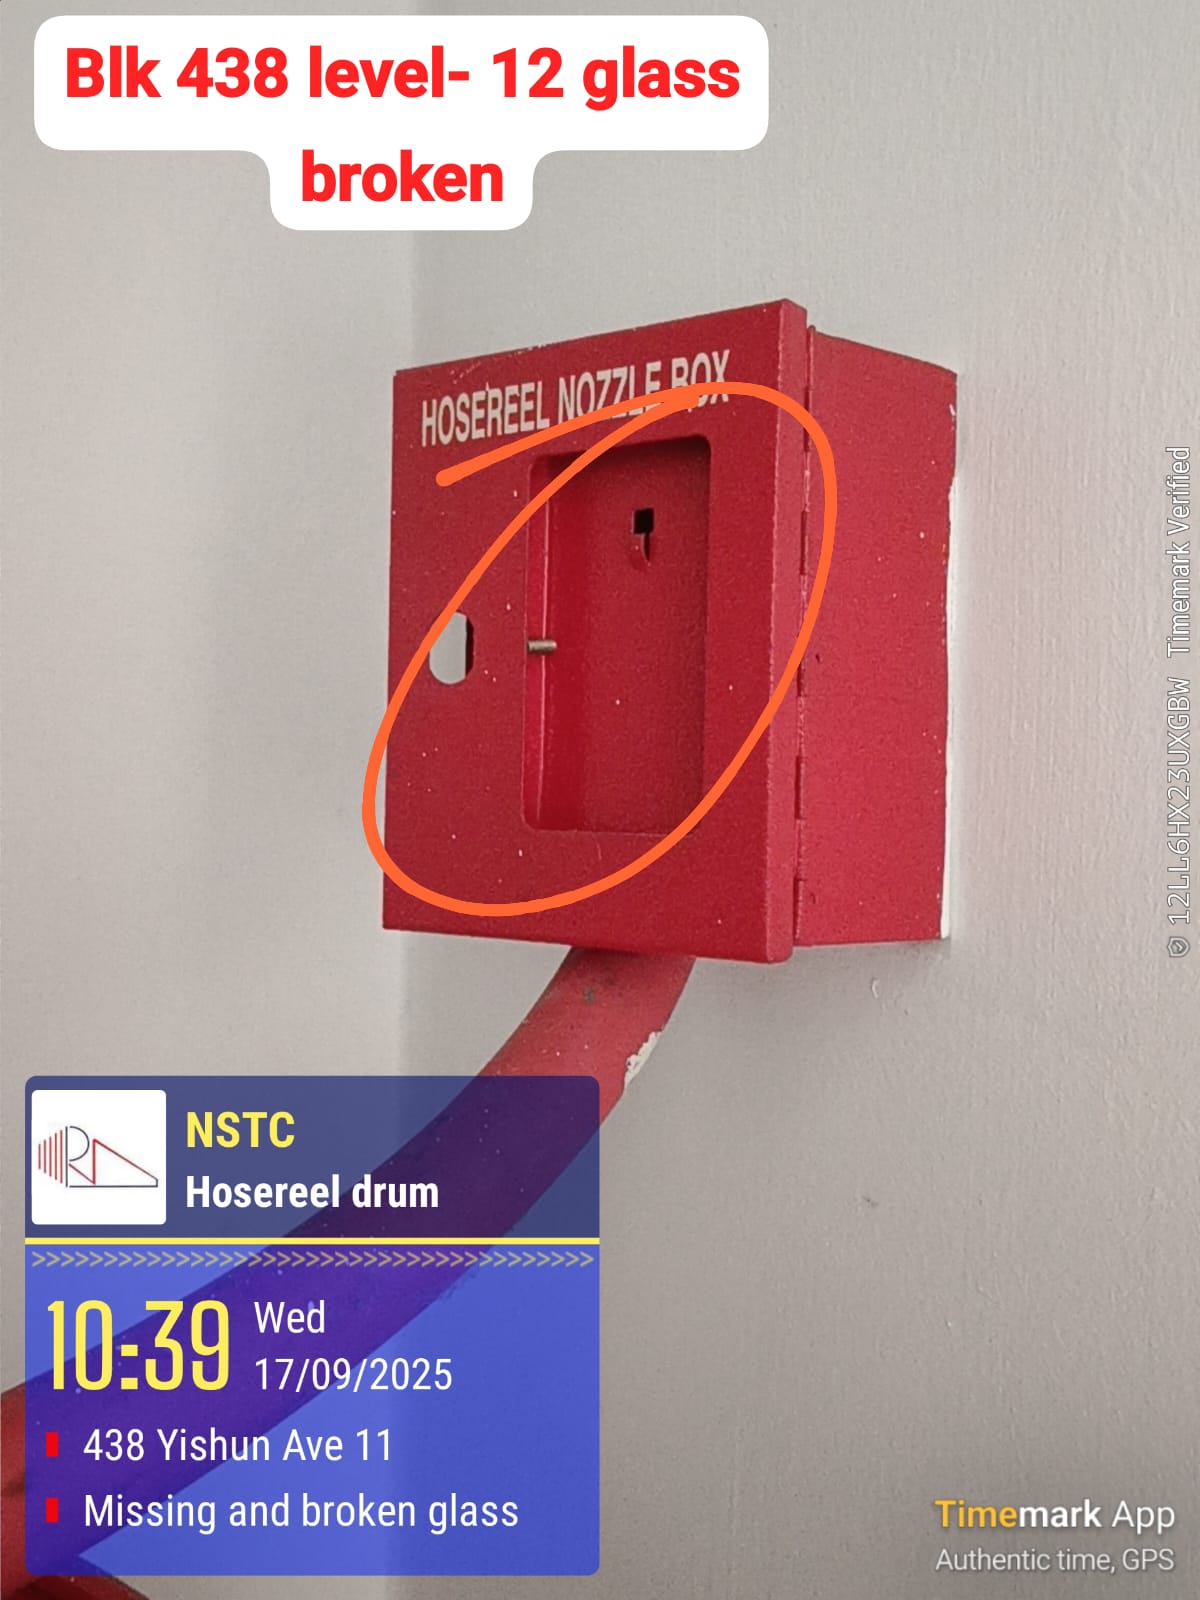 Blk 438 level- 12 glass
broken
HOSEREEL NOZZLE BOX
NSTC
Hosereel drum
>>>>>>>>>>>>>>>>>>>>>>>>>>>>>>>>>>>>>>>
10:39
Wed
17/09/2025
438 Yishun Ave 11
Missing and broken glass
Timemark App
Authentic time, GPS
12LL6HX23UXGBW Timemark Verified